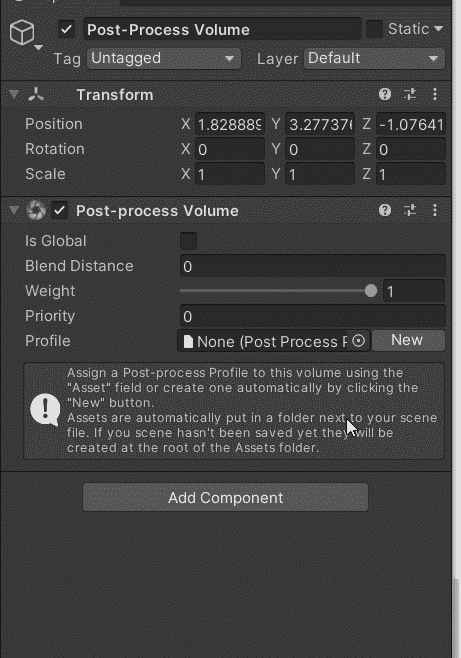 Post-Process Volume
Static
Tag Untagged Layer Default
Transform
Position X 1.828889 Y 3.277376 Z -1.07641
Rotation X 0 Y 0 Z 0
Scale X 1 Y 1 Z 1
Post-process Volume
Is Global
Blend Distance 0
Weight 1
Priority 0
Profile None (Post Process P New
Assign a Post-process Profile to this volume using the
"Asset" field or create one automatically by clicking the
"New" button.
Assets are automatically put in a folder next to your scene
file. If you scene hasn't been saved yet they will be
created at the root of the Assets folder.
Add Component